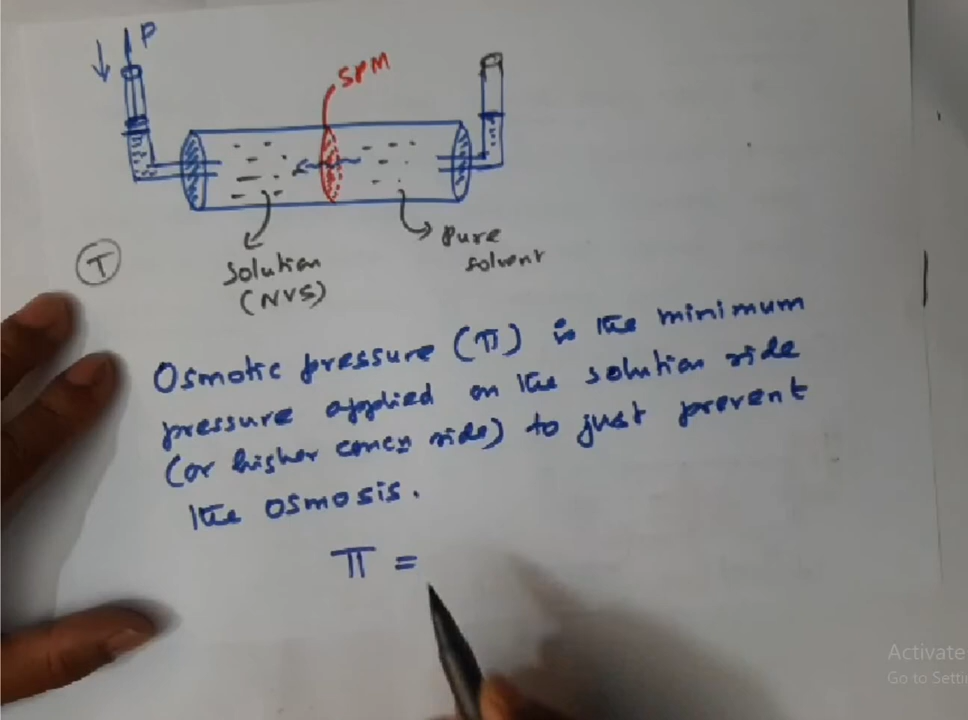 P
SPM
T
Solution
(NVS)
Pure
solvent
Osmotic pressure (π) is the minimum
pressure applied on the solution side
(or higher concn side) to just prevent
the osmosis.
π =
Activate
Go to Setti